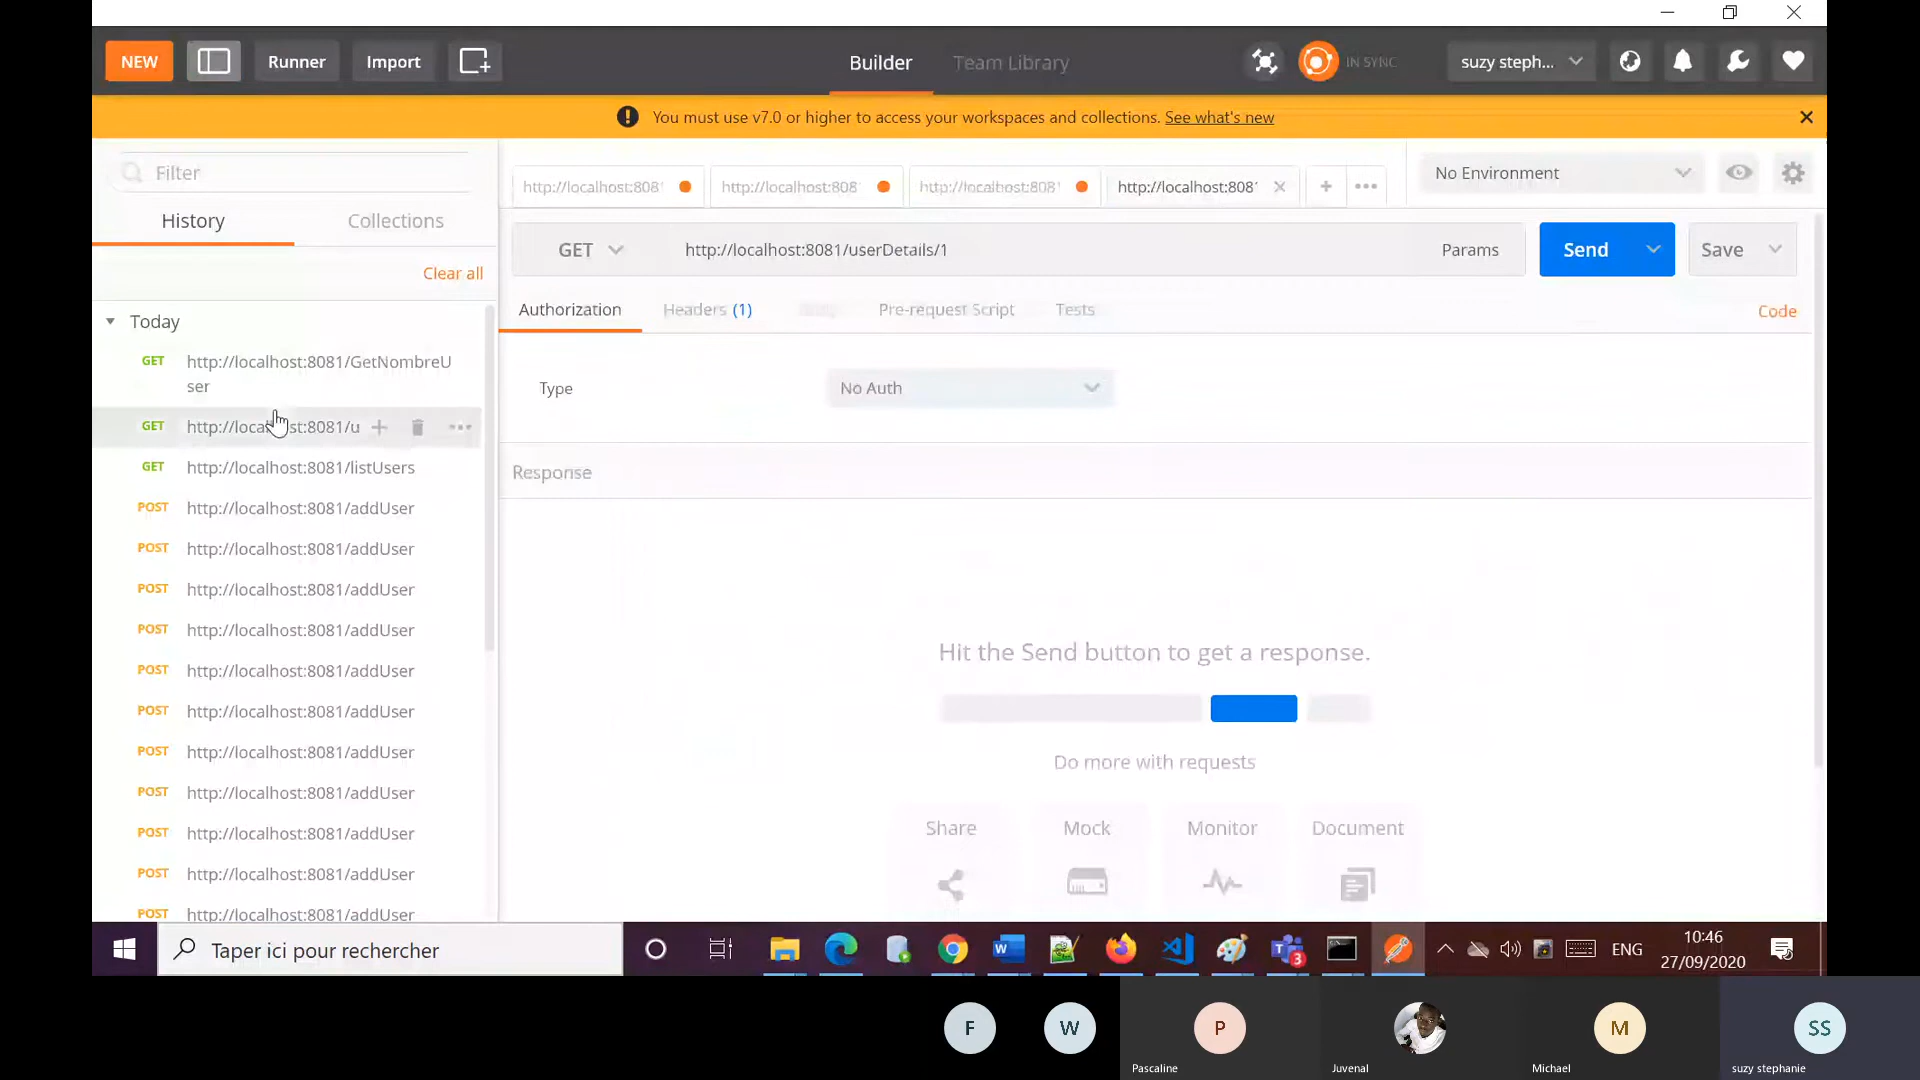 NEW
Runner
Import
Builder
Team Library
IN SYNC
suzy steph...
You must use v7.0 or higher to access your workspaces and collections. See what's new
Filter
History
Collections
Clear all
Today
GET http://localhost:8081/GetNombreU
ser
GET http://localhost:8081/u
GET http://localhost:8081/listUsers
POST http://localhost:8081/addUser
POST http://localhost:8081/addUser
POST http://localhost:8081/addUser
POST http://localhost:8081/addUser
POST http://localhost:8081/addUser
POST http://localhost:8081/addUser
POST http://localhost:8081/addUser
POST http://localhost:8081/addUser
POST http://localhost:8081/addUser
POST http://localhost:8081/addUser
POST http://localhost:8081/addUser
http://localhost:808
http://localhost:808
http://localhost:808
http://localhost:808
No Environment
GET
http://localhost:8081/userDetails/1
Params
Send
Save
Authorization
Headers (1)
Pre-request Script
Tests
Code
Type
No Auth
Response
Hit the Send button to get a response.
Do more with requests
Share
Mock
Monitor
Document
Taper ici pour rechercher
3
ENG
10:46
27/09/2020
F
W
P
Pascaline
Juvenal
M
Michael
SS
suzy stephanie